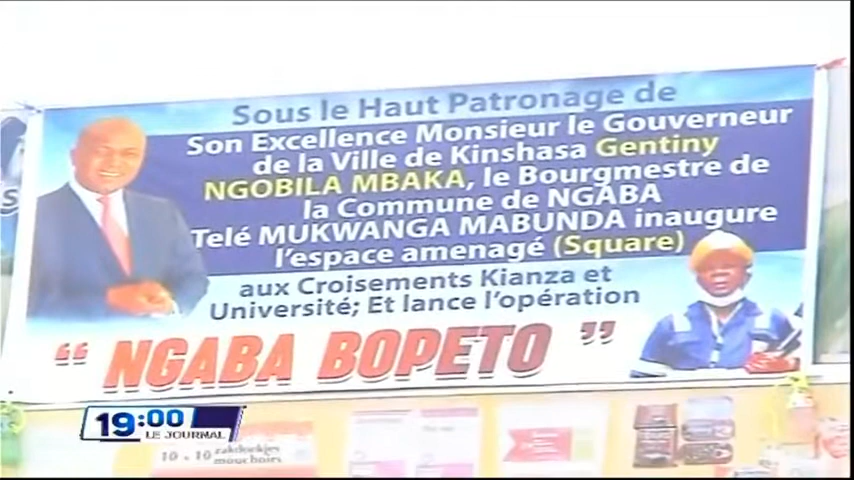 Sous le Haut Patronage de
Son Excellence Monsieur le Gouverneur
de la Ville de Kinshasa Gentiny
NGOBILA MBAKA, le Bourgmestre de
la Commune de NGABA
Telé MUKWANGA MABUNDA inaugure
l'espace amenagé (Square)
aux Croisements Kianza et
Université; Et lance l'opération
“ NGABA BOPETO ”
19:00
LE JOURNAL
10 x 10 zakdoekjes
mouchoirs